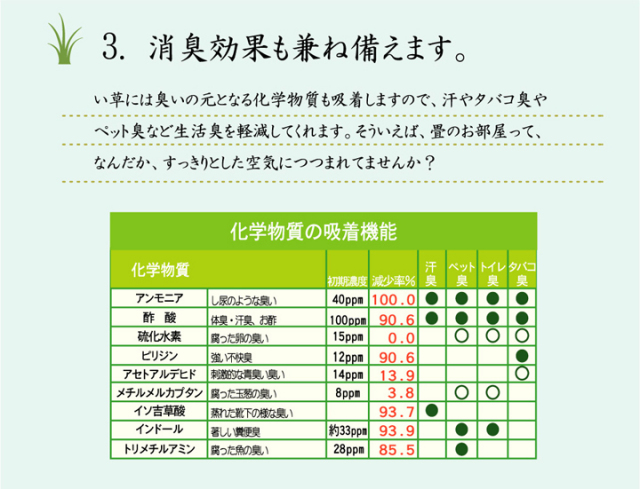 3. 消臭効果も兼ね備えます。
い草には臭いの元となる化学物質も吸着しますので、汗やタバコ臭や
ペット臭など生活臭を軽減してくれます。そういえば、畳のお部屋って、
なんだか、すっきりとした空気につつまれてませんか？
化学物質の吸着機能
化学物質 初期濃度 減少率% 汗臭 ペット臭 トイレ臭 タバコ臭
アンモニア し尿のような臭い 40ppm 100.0 ● ● ● ●
酢酸 体臭・汗臭、お酢 100ppm 90.6 ● ● ● ●
硫化水素 腐った卵の臭い 15ppm 0.0 ○ ○ ○
ピリジン 強い不快臭 12ppm 90.6 ●
アセトアルデヒド 刺激的な青臭い臭い 14ppm 13.9 ○
メチルメルカプタン 腐った玉葱の臭い 8ppm 3.8 ○ ○
イソ吉草酸 蒸れた靴下の様な臭い 93.7 ●
インドール 著しい糞便臭 約33ppm 93.9 ● ●
トリメチルアミン 腐った魚の臭い 28ppm 85.5 ●